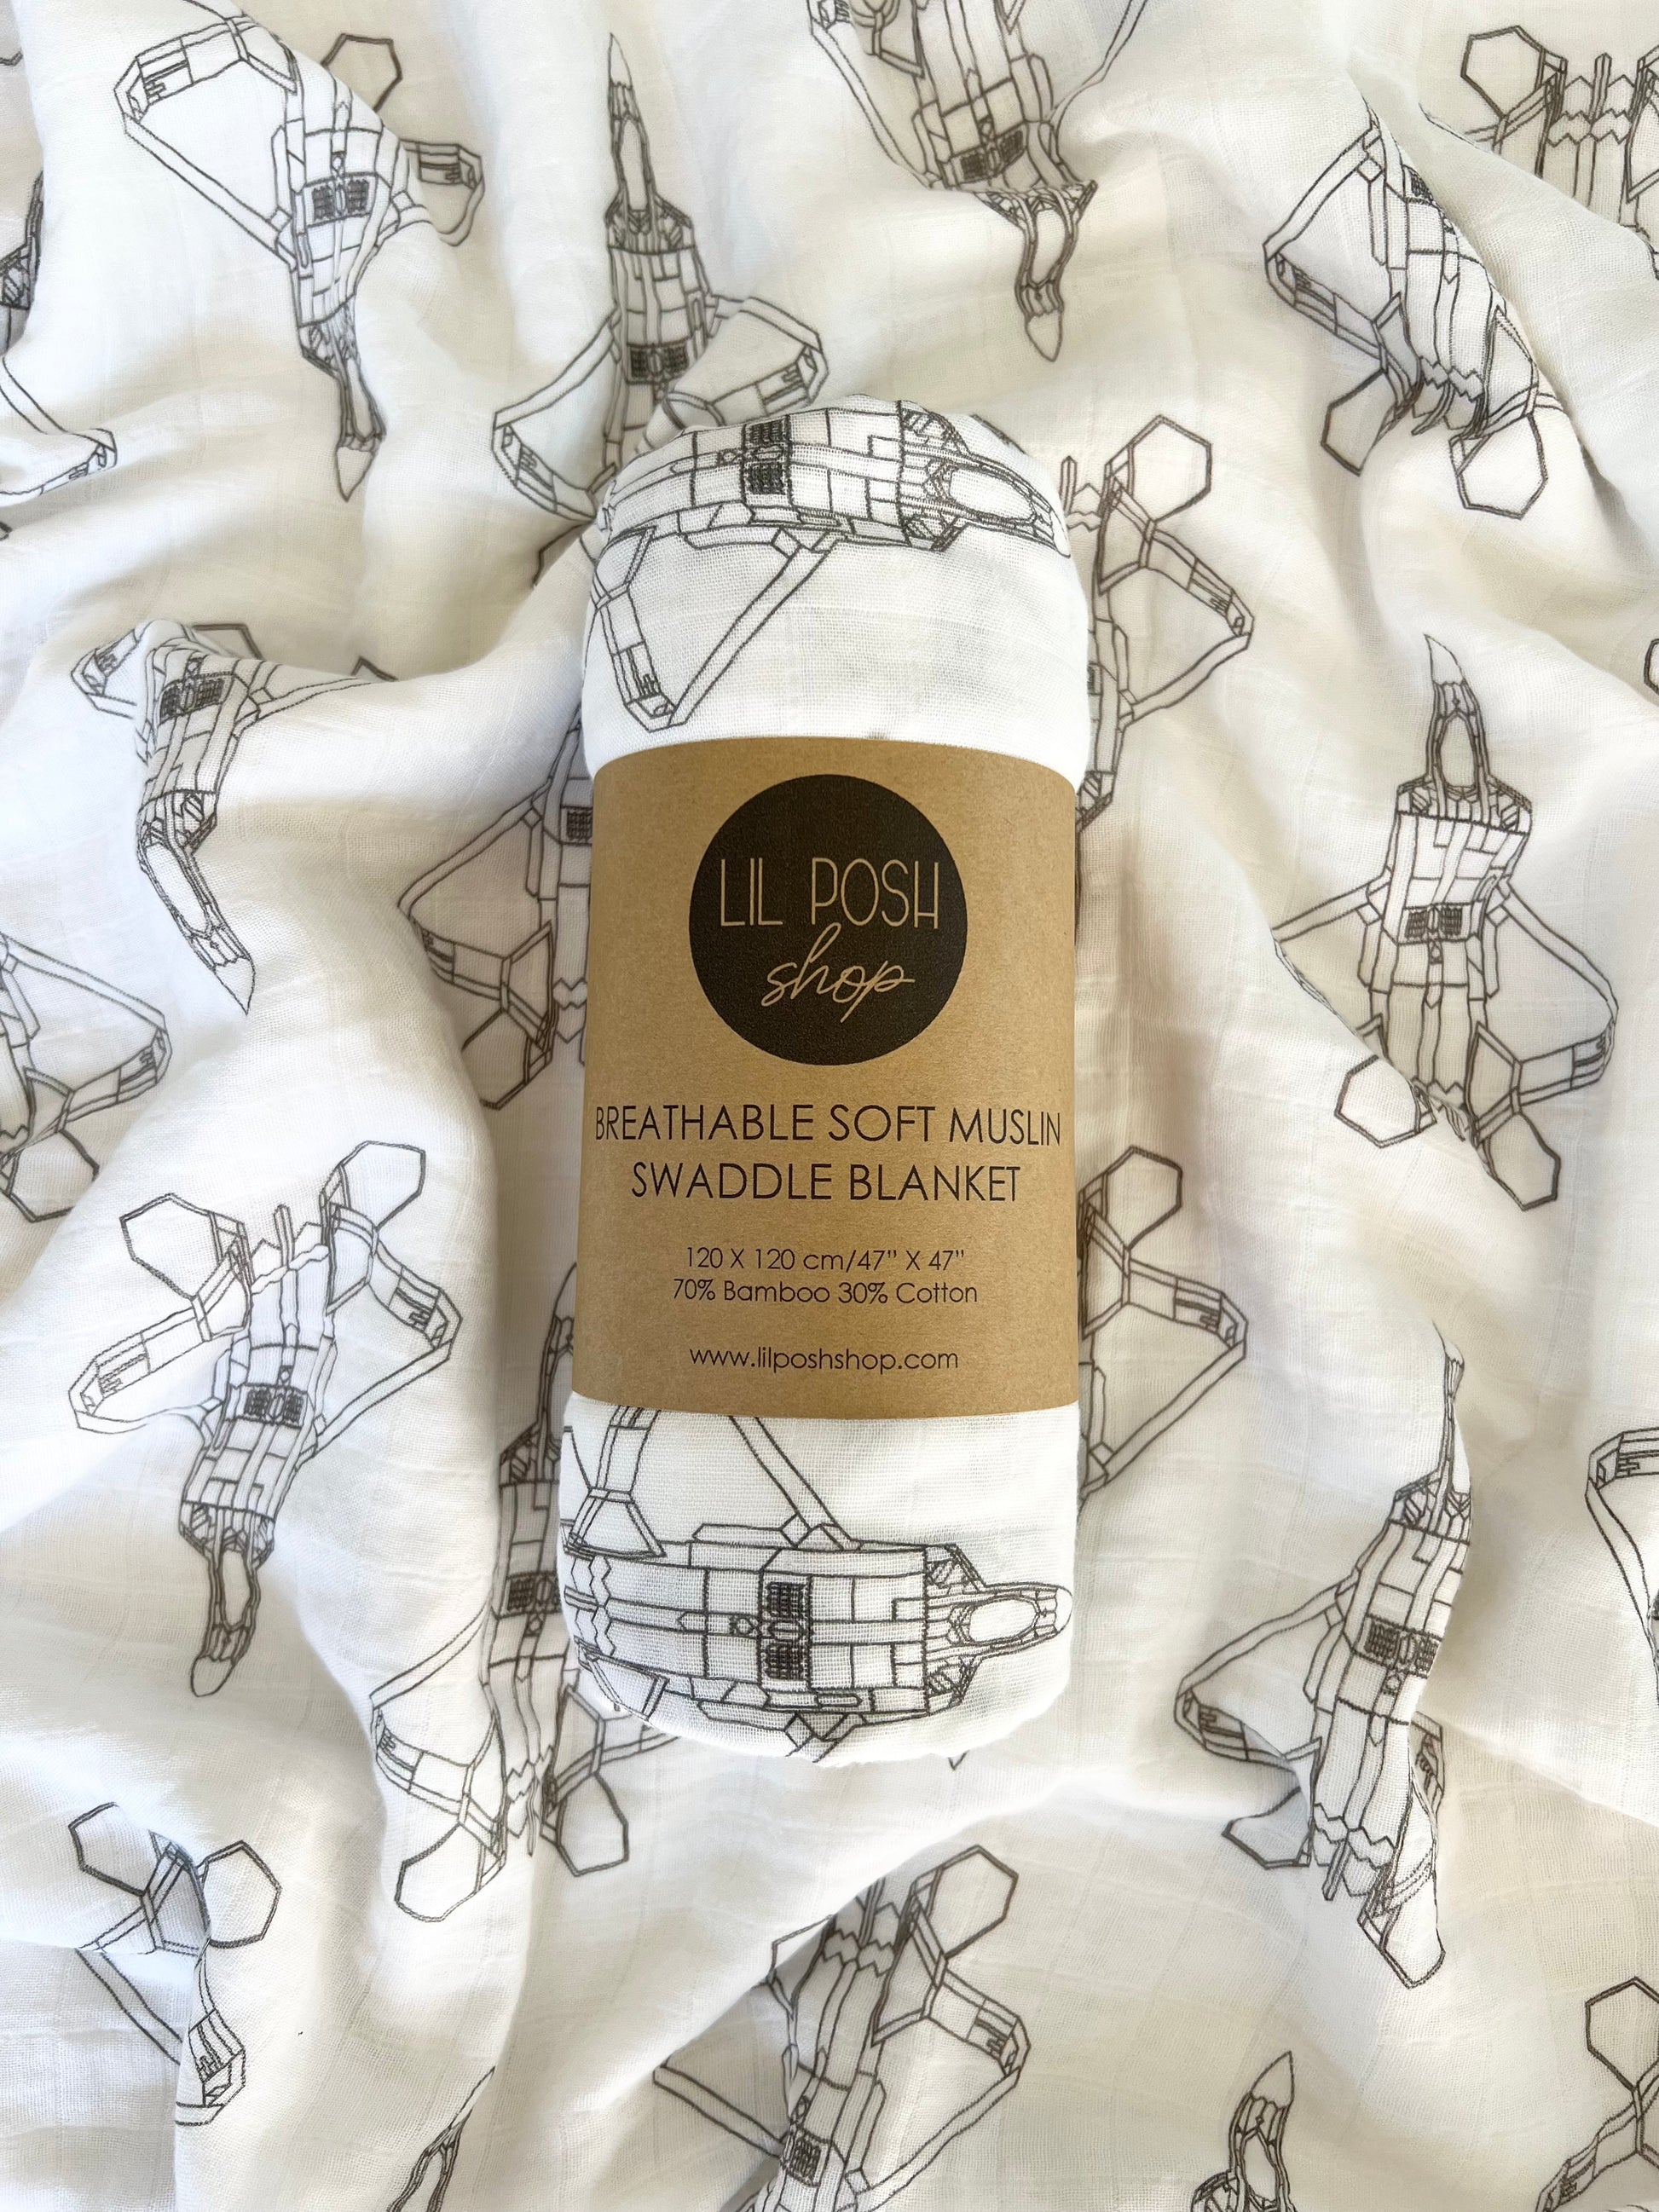 LIL POSH
shop
BREATHABLE SOFT MUSLIN
SWADDLE BLANKET
120 X 120 cm/47" X 47"
70% Bamboo 30% Cotton
www.lilposhshop.com